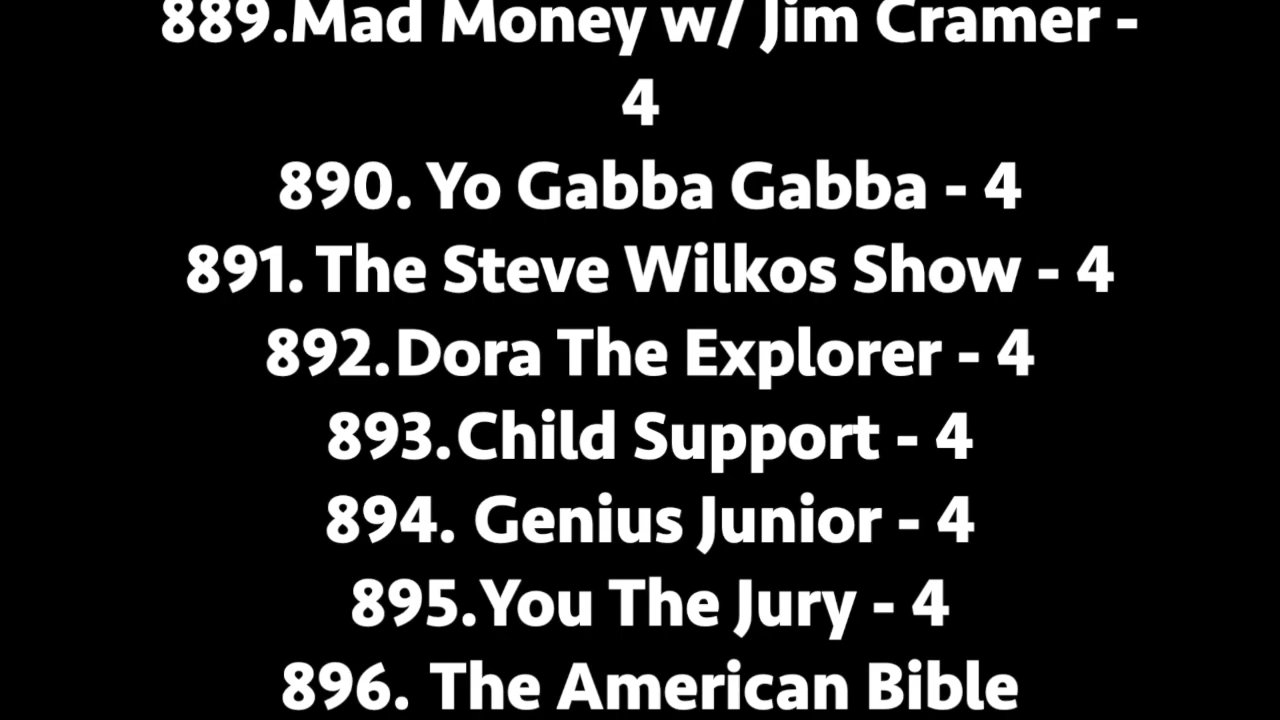 889.Mad Money w/ Jim Cramer -
4
890. Yo Gabba Gabba - 4
891. The Steve Wilkos Show - 4
892.Dora The Explorer - 4
893.Child Support - 4
894. Genius Junior - 4
895.You The Jury - 4
896. The American Bible